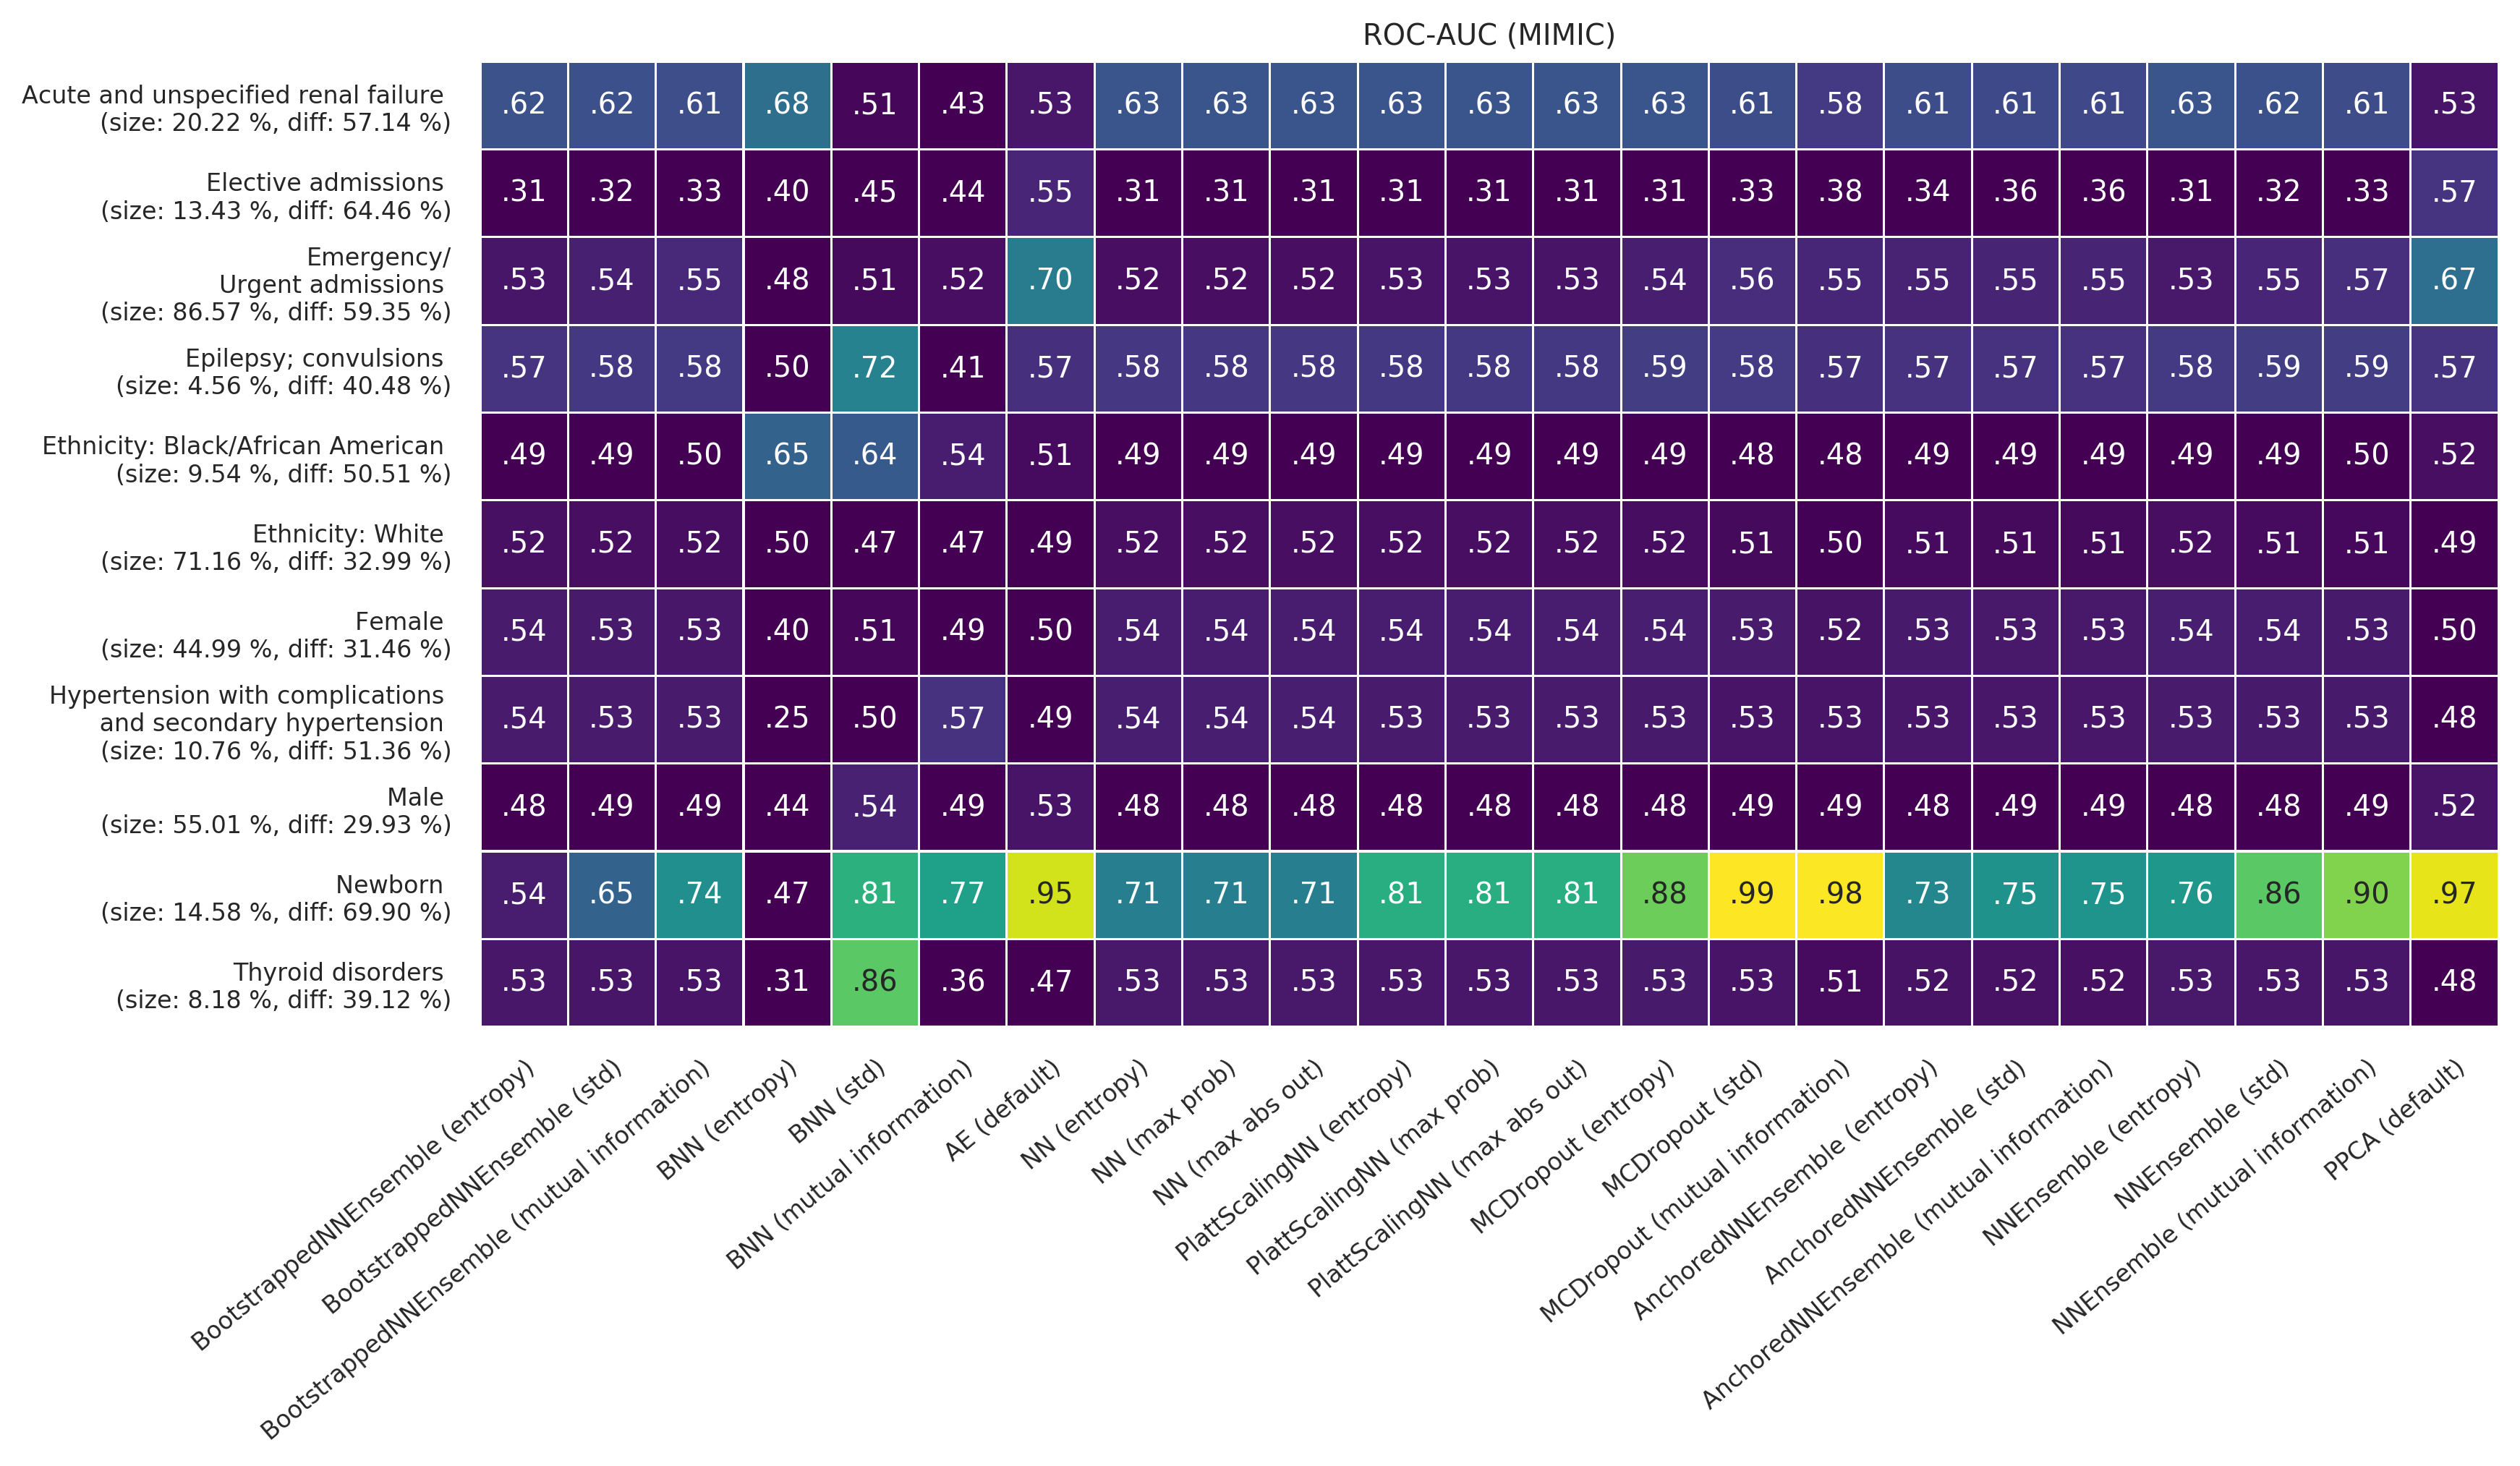 ROC-AUC (MIMIC)
Acute and unspecified renal failure
(size: 20.22 %, diff: 57.14 %)
.62 .62 .61 .68 .51 .43 .53 .63 .63 .63 .63 .63 .63 .63 .61 .58 .61 .61 .61 .63 .62 .61 .53
Elective admissions
(size: 13.43 %, diff: 64.46 %)
.31 .32 .33 .40 .45 .44 .55 .31 .31 .31 .31 .31 .31 .31 .33 .38 .34 .36 .36 .31 .32 .33 .57
Emergency/
Urgent admissions
(size: 86.57 %, diff: 59.35 %)
.53 .54 .55 .48 .51 .52 .70 .52 .52 .52 .53 .53 .53 .54 .56 .55 .55 .55 .55 .53 .55 .57 .67
Epilepsy; convulsions
(size: 4.56 %, diff: 40.48 %)
.57 .58 .58 .50 .72 .41 .57 .58 .58 .58 .58 .58 .58 .59 .58 .57 .57 .57 .57 .58 .59 .59 .57
Ethnicity: Black/African American
(size: 9.54 %, diff: 50.51 %)
.49 .49 .50 .65 .64 .54 .51 .49 .49 .49 .49 .49 .49 .49 .48 .48 .49 .49 .49 .49 .49 .50 .52
Ethnicity: White
(size: 71.16 %, diff: 32.99 %)
.52 .52 .52 .50 .47 .47 .49 .52 .52 .52 .52 .52 .52 .52 .51 .50 .51 .51 .51 .52 .51 .51 .49
Female
(size: 44.99 %, diff: 31.46 %)
.54 .53 .53 .40 .51 .49 .50 .54 .54 .54 .54 .54 .54 .54 .53 .52 .53 .53 .53 .54 .54 .53 .50
Hypertension with complications
and secondary hypertension
(size: 10.76 %, diff: 51.36 %)
.54 .53 .53 .25 .50 .57 .49 .54 .54 .54 .53 .53 .53 .53 .53 .53 .53 .53 .53 .53 .53 .53 .48
Male
(size: 55.01 %, diff: 29.93 %)
.48 .49 .49 .44 .54 .49 .53 .48 .48 .48 .48 .48 .48 .48 .49 .49 .48 .49 .49 .48 .48 .49 .52
Newborn
(size: 14.58 %, diff: 69.90 %)
.54 .65 .74 .47 .81 .77 .95 .71 .71 .71 .81 .81 .81 .88 .99 .98 .73 .75 .75 .76 .86 .90 .97
Thyroid disorders
(size: 8.18 %, diff: 39.12 %)
.53 .53 .53 .31 .86 .36 .47 .53 .53 .53 .53 .53 .53 .53 .53 .51 .52 .52 .52 .53 .53 .53 .48
BootstrappedNNEnsemble (entropy)
BootstrappedNNEnsemble (std)
BootstrappedNNEnsemble (mutual information)
BNN (entropy)
BNN (std)
BNN (mutual information)
AE (default)
NN (entropy)
NN (max prob)
NN (max abs out)
PlattScalingNN (entropy)
PlattScalingNN (max prob)
PlattScalingNN (max abs out)
MCDropout (entropy)
MCDropout (std)
MCDropout (mutual information)
AnchoredNNEnsemble (entropy)
AnchoredNNEnsemble (std)
AnchoredNNEnsemble (mutual information)
NNEnsemble (entropy)
NNEnsemble (std)
NNEnsemble (mutual information)
PPCA (default)